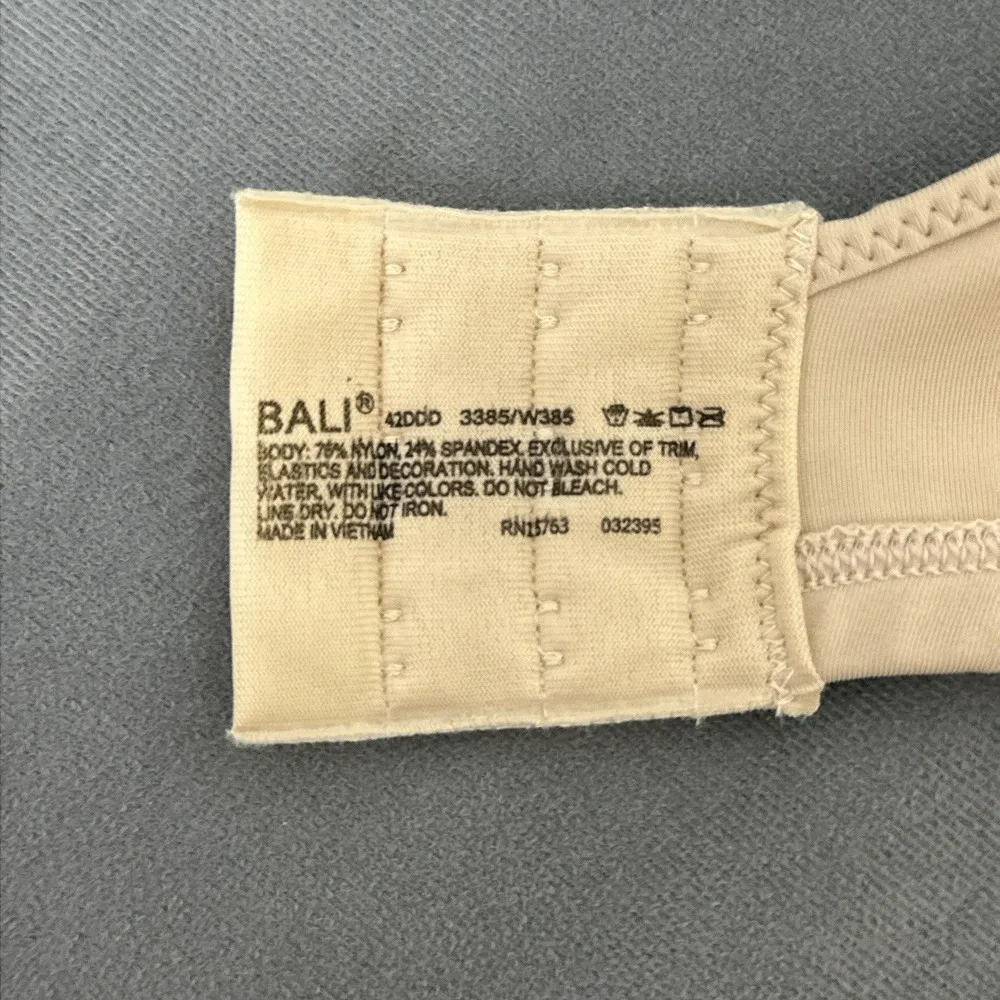 BALI® 42DDD 3385/W385
BODY: 76% NYLON, 24% SPANDEX, EXCLUSIVE OF TRIM,
ELASTICS AND DECORATION. HAND WASH COLD
WATER, WITH LIKE COLORS. DO NOT BLEACH.
LINE DRY. DO NOT IRON.
MADE IN VIETNAM RN15763 032395